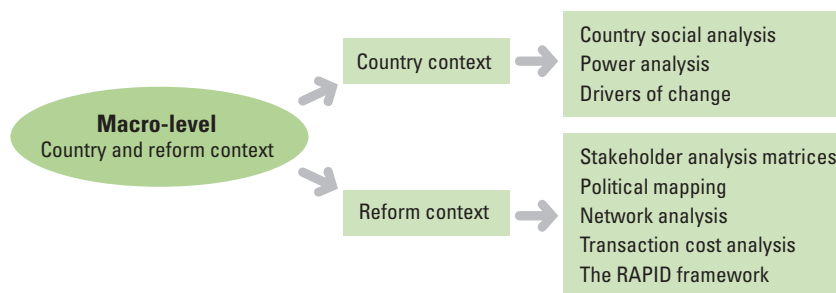 Macro-level
Country and reform context
Country context
Country social analysis
Power analysis
Drivers of change
Reform context
Stakeholder analysis matrices
Political mapping
Network analysis
Transaction cost analysis
The RAPID framework